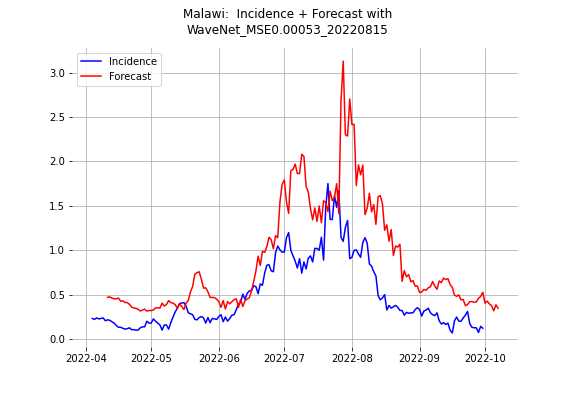 Malawi:  Incidence + Forecast with
WaveNet_MSE0.00053_20220815
Incidence
Forecast
3.0
2.5
2.0
1.5
1.0
0.5
0.0
2022-04 2022-05 2022-06 2022-07 2022-08 2022-09 2022-10